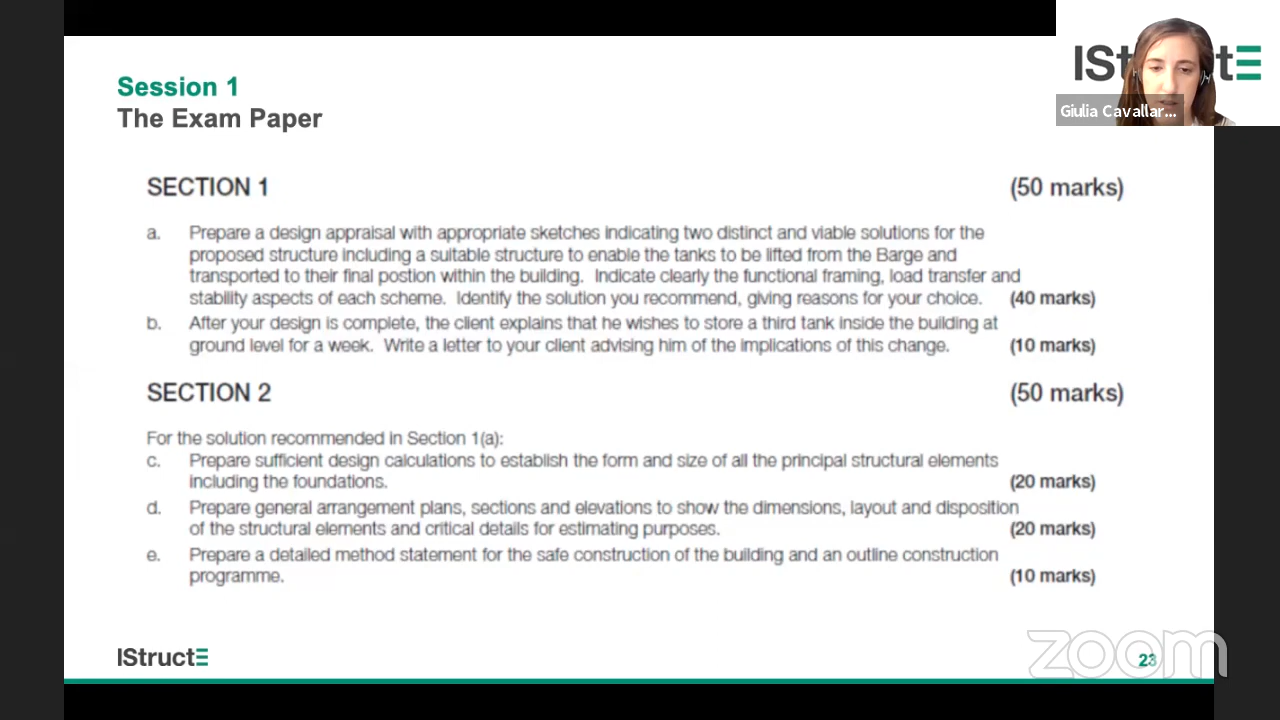 Session 1
The Exam Paper
IStruct
Giulia Cavallar...
SECTION 1 (50 marks)
a. Prepare a design appraisal with appropriate sketches indicating two distinct and viable solutions for the
proposed structure including a suitable structure to enable the tanks to be lifted from the Barge and
transported to their final postion within the building. Indicate clearly the functional framing, load transfer and
stability aspects of each scheme. Identify the solution you recommend, giving reasons for your choice. (40 marks)
b. After your design is complete, the client explains that he wishes to store a third tank inside the building at
ground level for a week. Write a letter to your client advising him of the implications of this change. (10 marks)
SECTION 2 (50 marks)
For the solution recommended in Section 1(a):
c. Prepare sufficient design calculations to establish the form and size of all the principal structural elements
including the foundations. (20 marks)
d. Prepare general arrangement plans, sections and elevations to show the dimensions, layout and disposition
of the structural elements and critical details for estimating purposes. (20 marks)
e. Prepare a detailed method statement for the safe construction of the building and an outline construction
programme. (10 marks)
IStructE
zoom
23